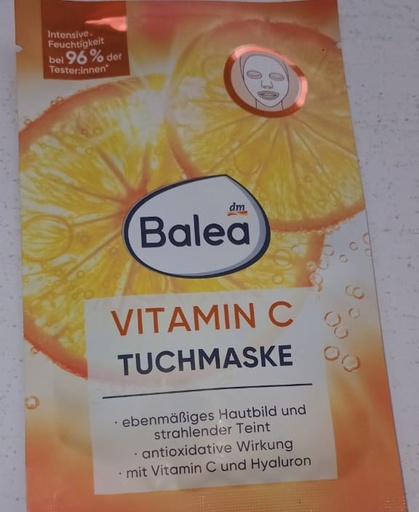 Intensive
Feuchtigkeit
bei 96% der
Tester:innen*
dm
Balea
VITAMIN C
TUCHMASKE
· ebenmäßiges Hautbild und
strahlender Teint
· antioxidative Wirkung
· mit Vitamin C und Hyaluron